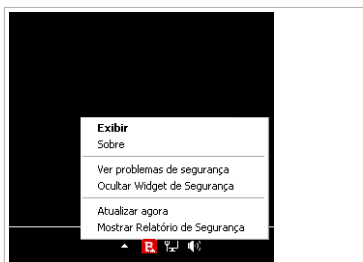 Exibir
Sobre
Ver problemas de segurança
Ocultar Widget de Segurança
Atualizar agora
Mostrar Relatório de Segurança
B